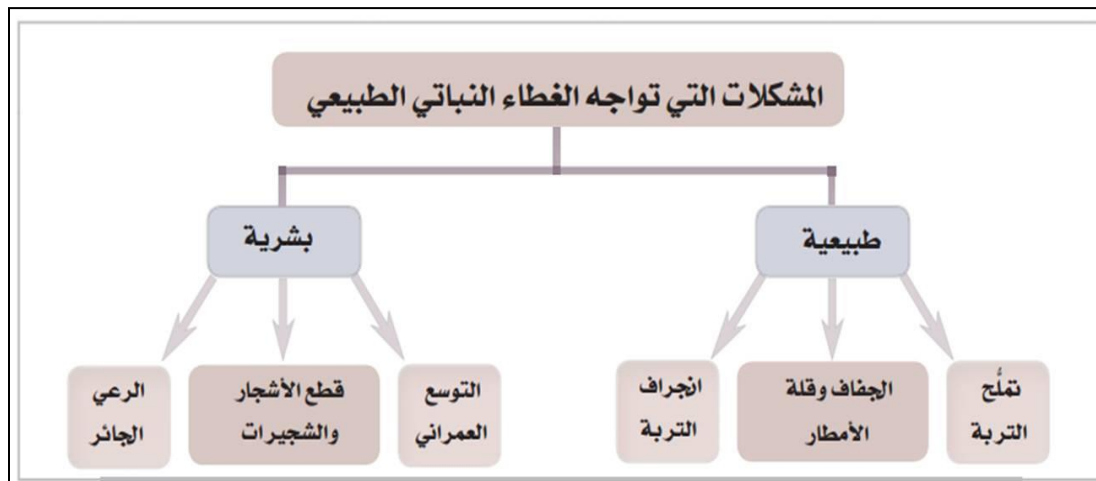 المشكلات التي تواجه الغطاء النباتي الطبيعي
طبيعية
بشرية
تملُّح
التربة
الجفاف وقلة
الأمطار
انجراف
التربة
التوسع
العمراني
قطع الأشجار
والشجيرات
الرعي
الجائر